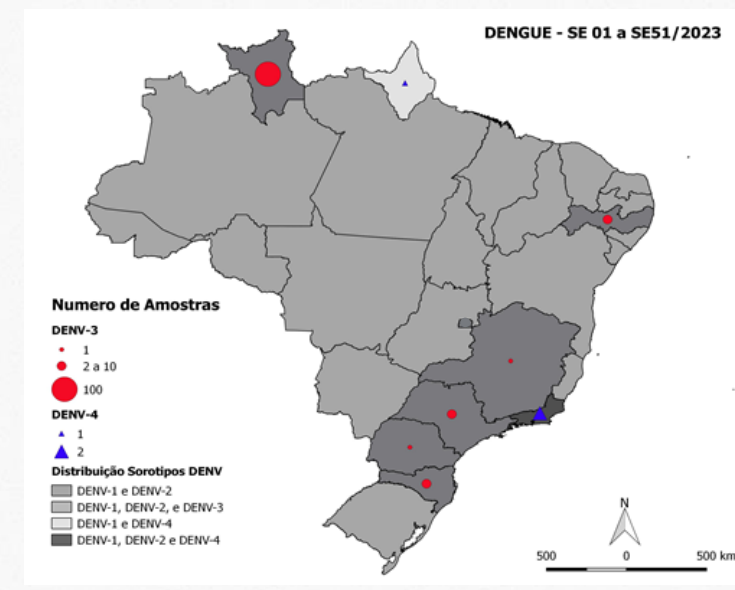 DENGUE - SE 01 a SE51/2023
Numero de Amostras
DENV-3
1
2 a 10
100
DENV-4
1
2
Distribuição Sorotipos DENV
DENV-1 e DENV-2
DENV-1, DENV-2, e DENV-3
DENV-1 e DENV-4
DENV-1, DENV-2 e DENV-4
N
500 0 500 km